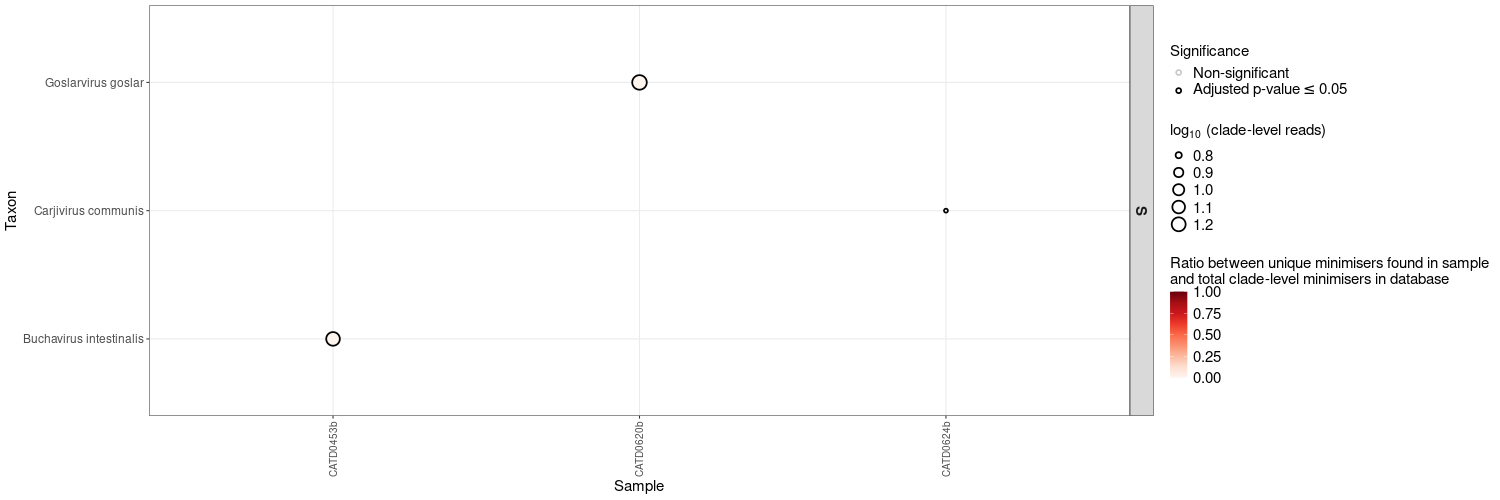 Goslarvirus goslar
Carjivirus communis
Buchavirus intestinalis
Taxon
CATD0453b
CATD0620b
CATD0624b
Sample
S
Significance
Non-significant
Adjusted p-value ≤ 0.05
log10 (clade-level reads)
0.8
0.9
1.0
1.1
1.2
Ratio between unique minimisers found in sample
and total clade-level minimisers in database
1.00
0.75
0.50
0.25
0.00